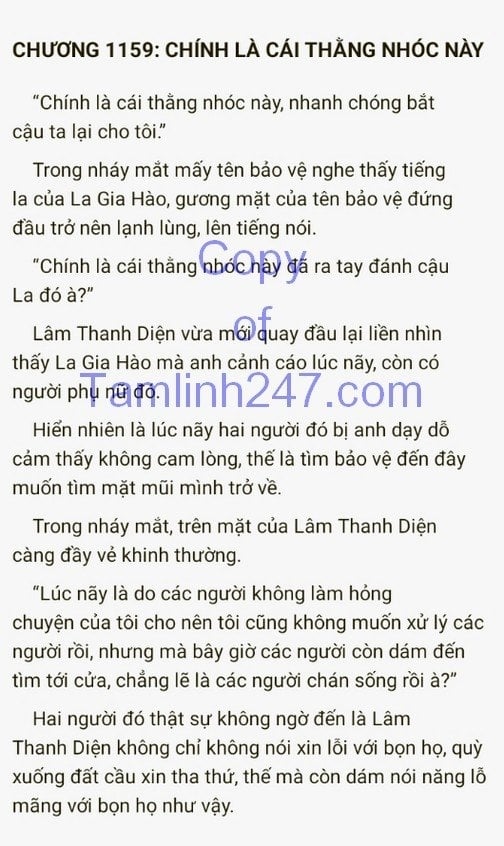 CHƯƠNG 1159: CHÍNH LÀ CÁI THẰNG NHÓC NÀY
“Chính là cái thằng nhóc này, nhanh chóng bắt
cậu ta lại cho tôi.”
Trong nháy mắt mấy tên bảo vệ nghe thấy tiếng
la của La Gia Hào, gương mặt của tên bảo vệ đứng
đầu trở nên lạnh lùng, lên tiếng nói.
“Chính là cái thằng nhóc này đã ra tay đánh cậu
La đó à?”
Lâm Thanh Diện vừa mới quay đầu lại liền nhìn
thấy La Gia Hào mà anh cảnh cáo lúc nãy, còn có
người phụ nữ đó.
Hiển nhiên là lúc nãy hai người đó bị anh dạy dỗ
cảm thấy không cam lòng, thế là tìm bảo vệ đến đây
muốn tìm mặt mũi mình trở về.
Trong nháy mắt, trên mặt của Lâm Thanh Diện
càng đầy vẻ khinh thường.
“Lúc nãy là do các người không làm hỏng
chuyện của tôi cho nên tôi cũng không muốn xử lý các
người rồi, nhưng mà bây giờ các người còn dám đến
tìm tới cửa, chẳng lẽ là các người chán sống rồi à?”
Hai người đó thật sự không ngờ đến là Lâm
Thanh Diện không chỉ không nói xin lỗi với bọn họ, quỳ
xuống đất cầu xin tha thứ, thế mà còn dám nói năng lỗ
mãng với bọn họ như vậy.
Copy
of
Tamlinh247.com